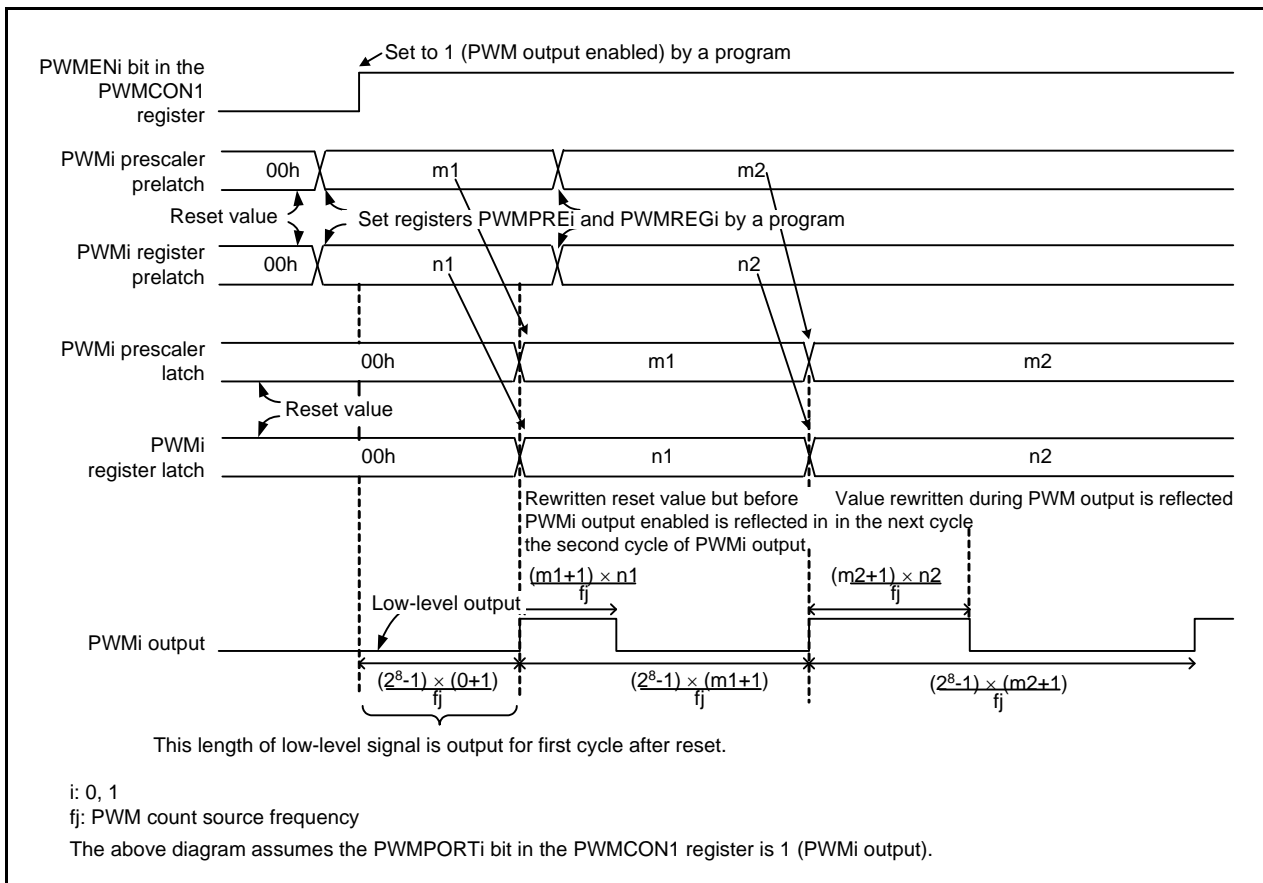 Set to 1 (PWM output enabled) by a program
PWMENi bit in the
PWMCON1
register
PWMi prescaler
prelatch
00h
m1
m2
Reset value
Set registers PWMPREi and PWMREGi by a program
PWMi register
prelatch
00h
n1
n2
PWMi prescaler
latch
00h
m1
m2
Reset value
PWMi
register latch
00h
n1
n2
Rewritten reset value but before
PWMi output enabled is reflected in
the second cycle of PWMi output
Value rewritten during PWM output is reflected
in the next cycle
(m1+1) × n1
fj
(m2+1) × n2
fj
Low-level output
PWMi output
(2⁸-1) × (0+1)
fj
(2⁸-1) × (m1+1)
fj
(2⁸-1) × (m2+1)
fj
This length of low-level signal is output for first cycle after reset.
i: 0, 1
fj: PWM count source frequency
The above diagram assumes the PWMPORTi bit in the PWMCON1 register is 1 (PWMi output).